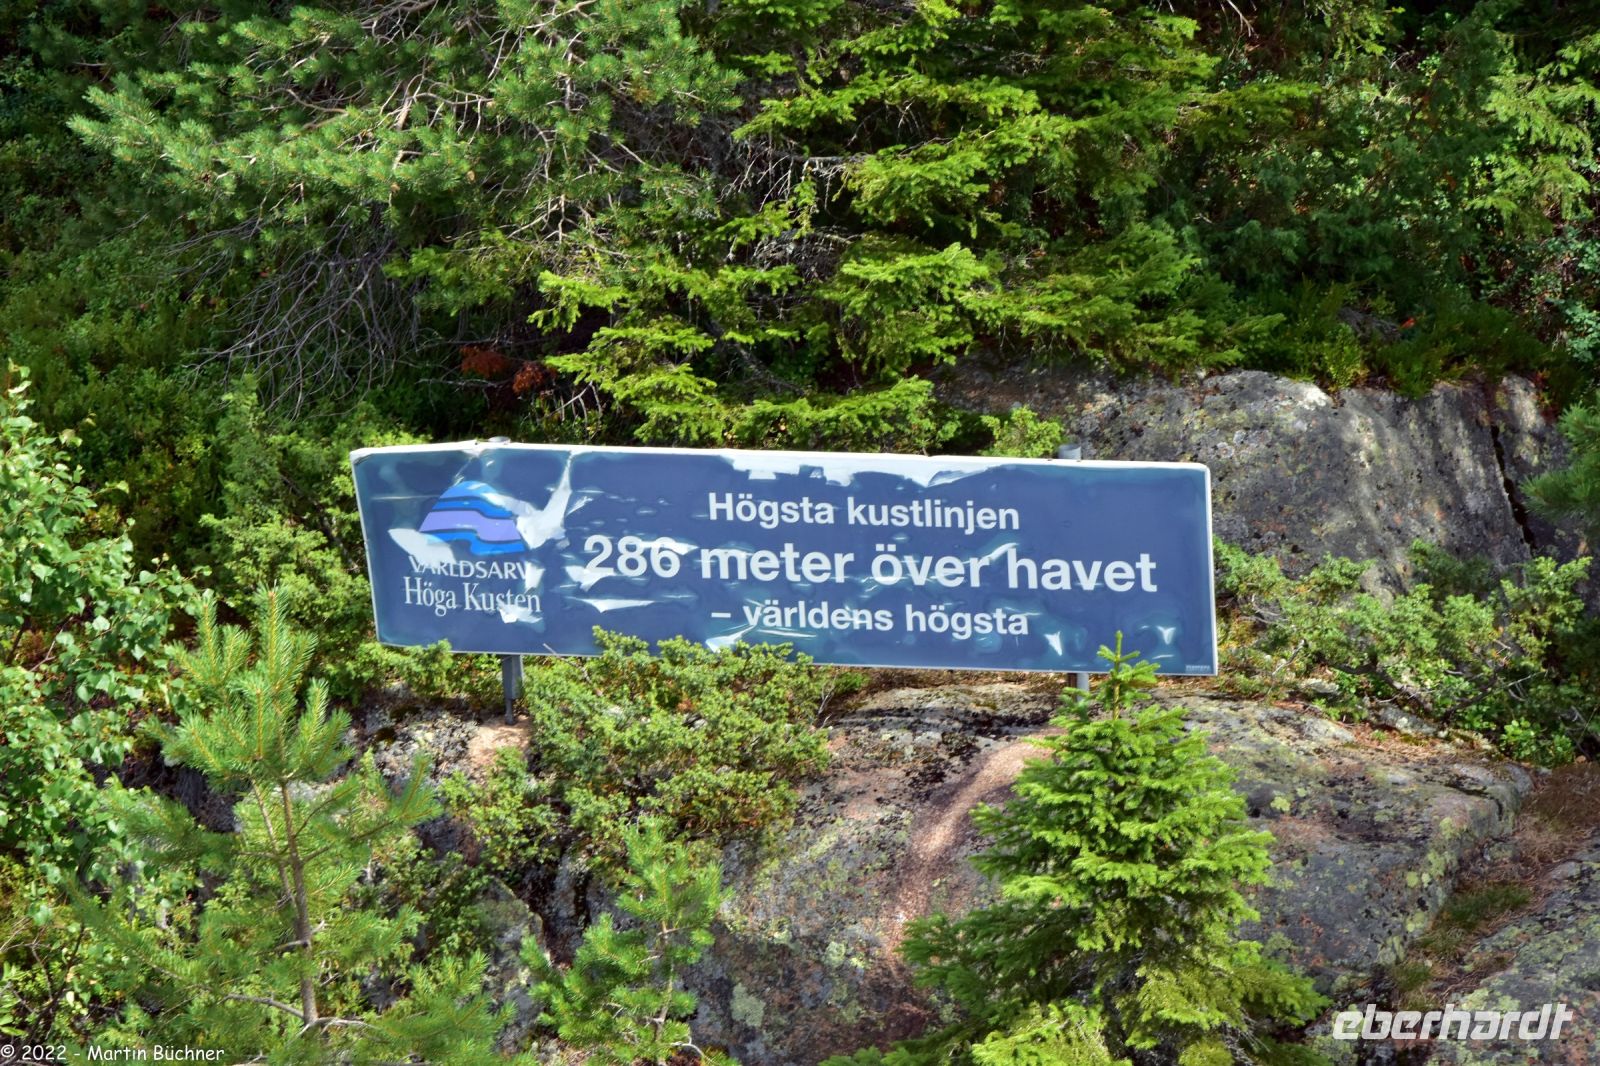 Högsta kustlinjen
286 meter över havet
– världens högsta
VÄRLDSARV
Höga Kusten
© 2022 - Martin Büchner
eberhardt